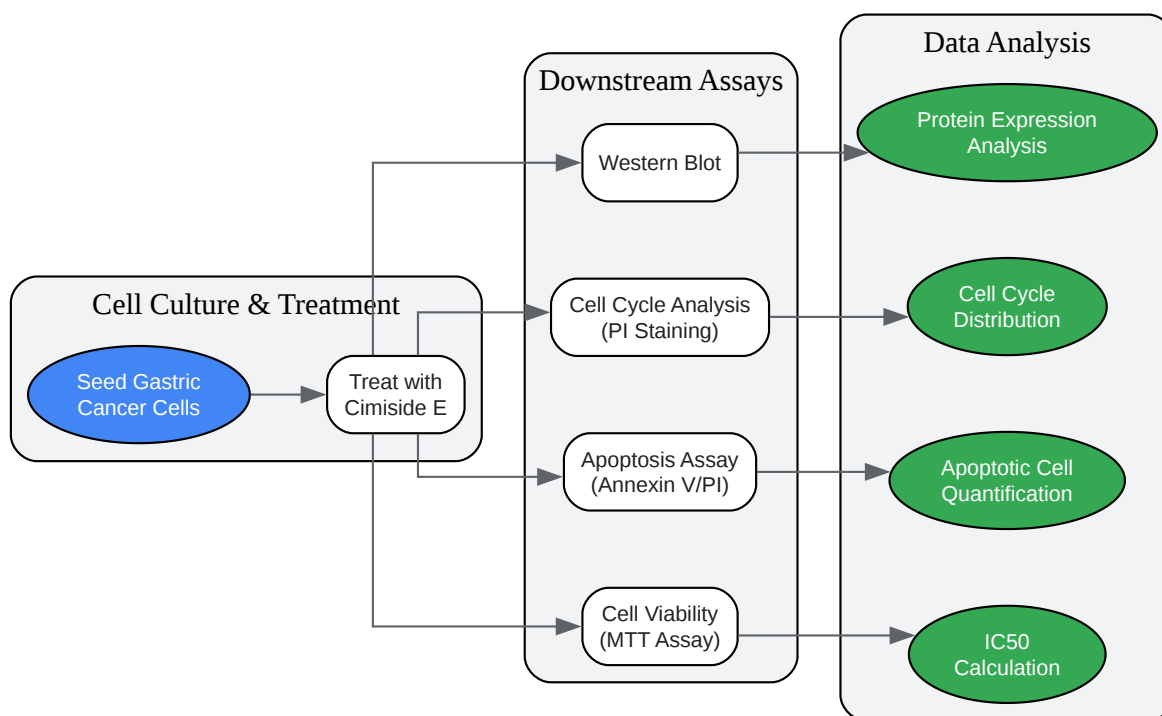 Cell Culture & Treatment
Seed Gastric
Cancer Cells
Treat with
Cimiside E
Downstream Assays
Western Blot
Cell Cycle Analysis
(PI Staining)
Apoptosis Assay
(Annexin V/PI)
Cell Viability
(MTT Assay)
Data Analysis
Protein Expression
Analysis
Cell Cycle
Distribution
Apoptotic Cell
Quantification
IC50
Calculation